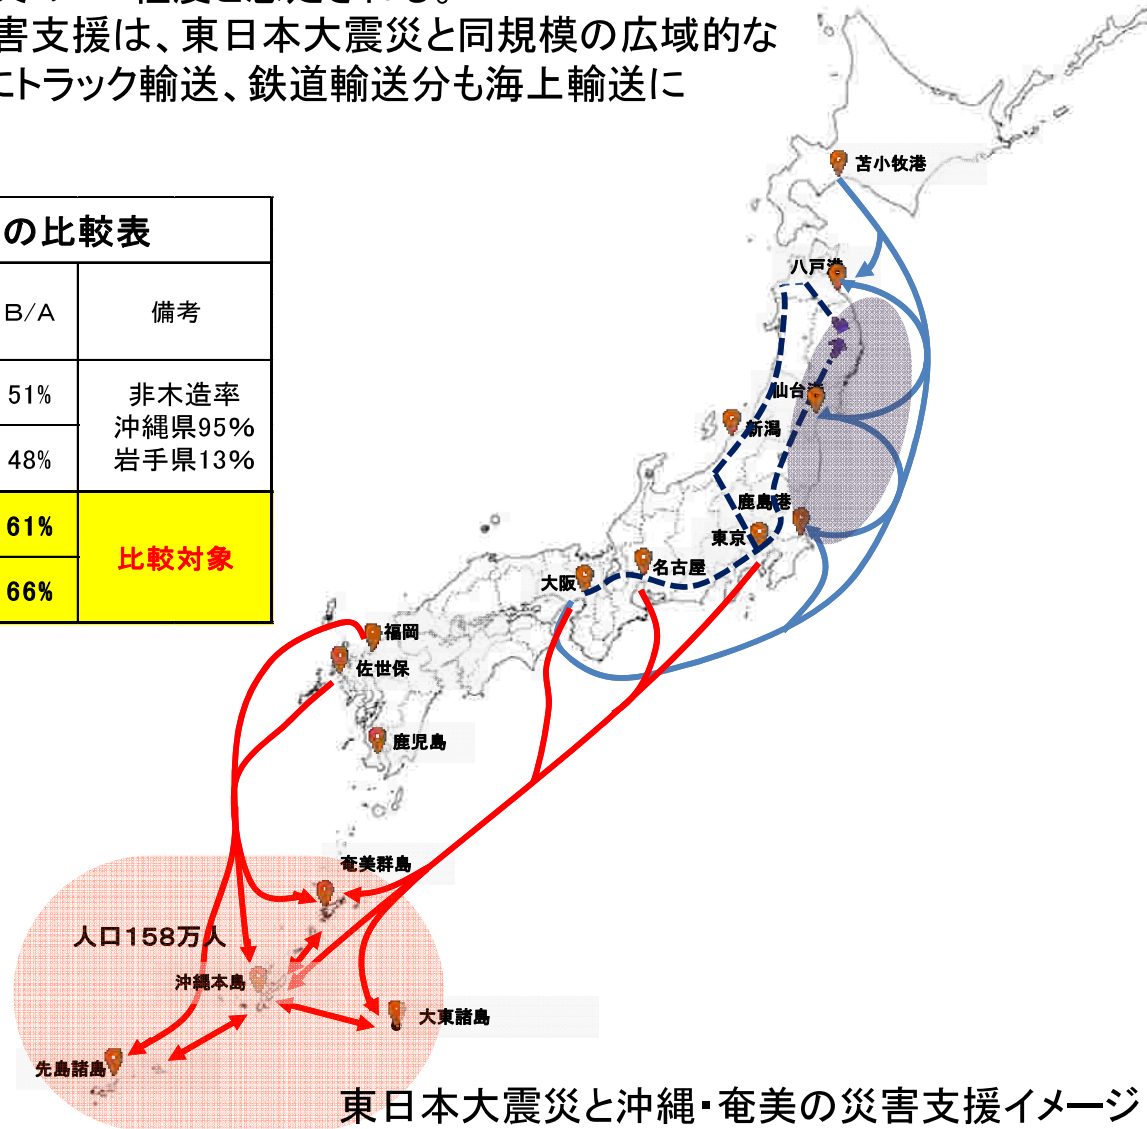 害支援は、東日本大震災と同規模の広域的な
にトラック輸送、鉄道輸送分も海上輸送に
の比較表
B/A
備考
51%
48%
非木造率
沖縄県95%
岩手県13%
61%
66%
比較対象
苫小牧港
八戸港
仙台港
新潟
鹿島港
東京
名古屋
大阪
福岡
佐世保
鹿児島
奄美群島
人口158万人
沖縄本島
大東諸島
先島諸島
東日本大震災と沖縄・奄美の災害支援イメージ